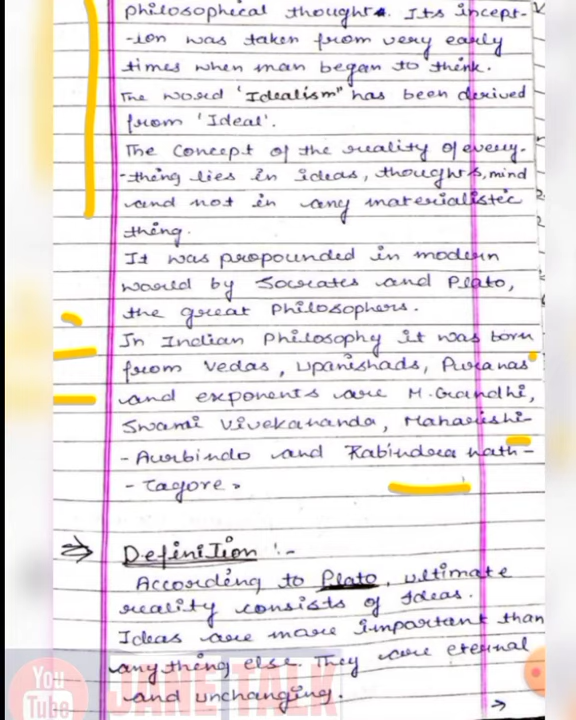 philosophical thought. Its incept-
-ion was taken from very early
times when man began to think.
The word "Idealism" has been derived
from 'Ideal'.
The concept of the reality of every-
-thing lies in ideas, thoughts, mind
and not in any materialistic
thing.
It was propounded in modern
world by Socrates and Plato,
the great Philosophers.
In Indian Philosophy it was born
from Vedas, Upanishads, Puranas
and exponents are M.Gandhi,
Swami Vivekananda, Maharishi-
-Aurbindo and Rabindra nath-
-Tagore.
⇒ Definition :-
According to Plato, ultimate
reality consists of Ideas.
Ideas are more important than
anything else. They are eternal
and unchanging.
→
You
Tube
JANE TALK